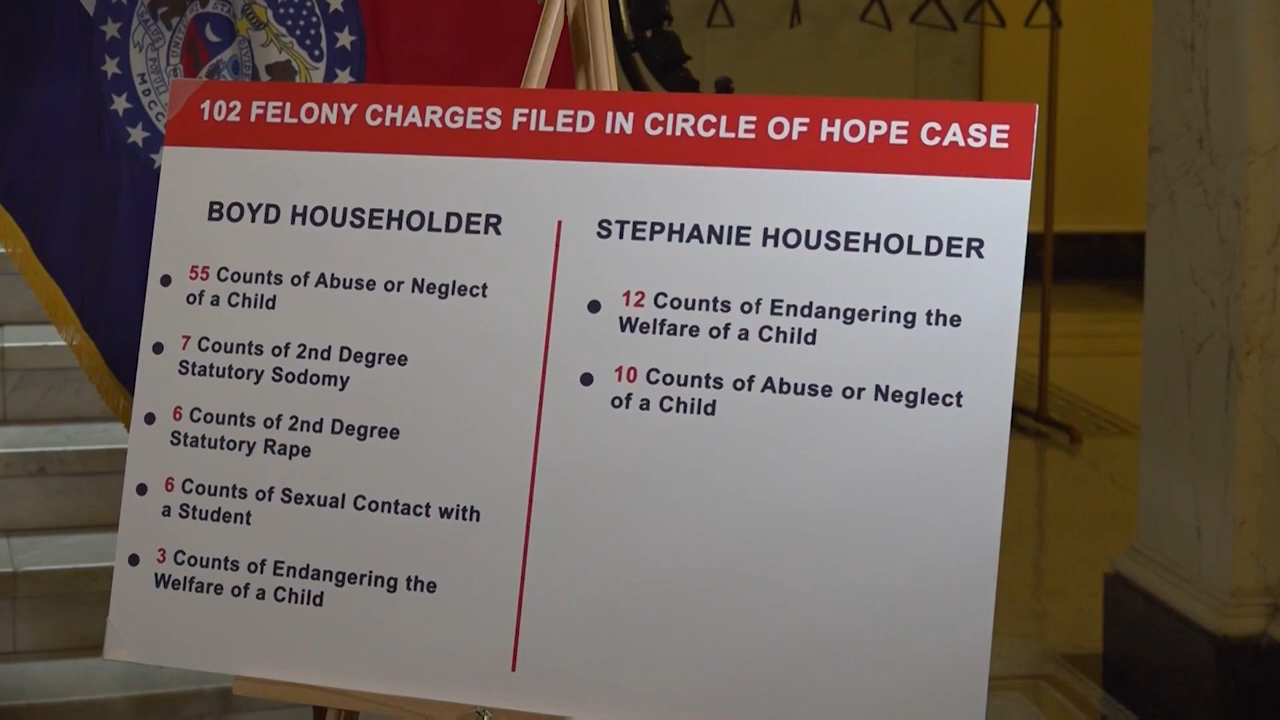 102 FELONY CHARGES FILED IN CIRCLE OF HOPE CASE
BOYD HOUSEHOLDER
55 Counts of Abuse or Neglect
of a Child
7 Counts of 2nd Degree
Statutory Sodomy
6 Counts of 2nd Degree
Statutory Rape
6 Counts of Sexual Contact with
a Student
3 Counts of Endangering the
Welfare of a Child
STEPHANIE HOUSEHOLDER
12 Counts of Endangering the
Welfare of a Child
10 Counts of Abuse or Neglect
of a Child